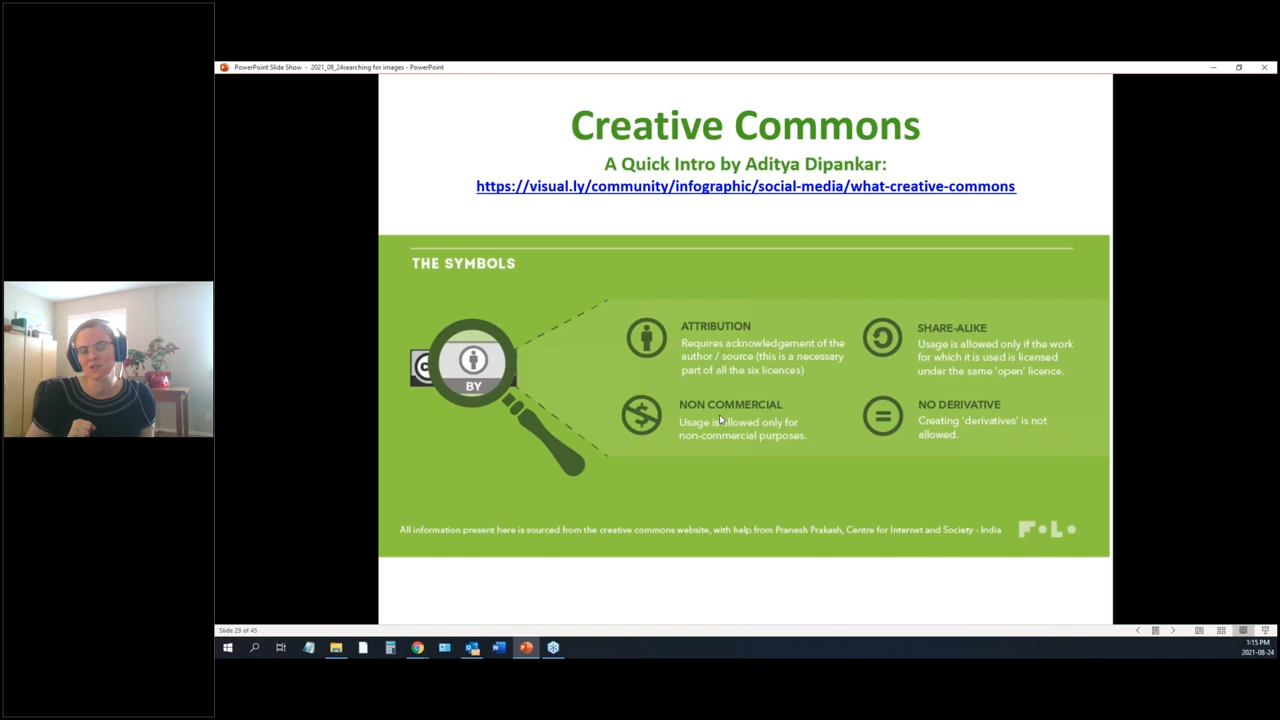 PowerPoint Slide Show - 2021_08_24searching for images - PowerPoint
Creative Commons
A Quick Intro by Aditya Dipankar:
https://visual.ly/community/infographic/social-media/what-creative-commons
THE SYMBOLS
BY
ATTRIBUTION
Requires acknowledgement of the
author / source (this is a necessary
part of all the six licences)
SHARE-ALIKE
Usage is allowed only if the work
for which it is used is licensed
under the same 'open' licence.
NON COMMERCIAL
Usage is allowed only for
non-commercial purposes.
NO DERIVATIVE
Creating 'derivatives' is not
allowed.
All information present here is sourced from the creative commons website, with help from Pranesh Prakash, Centre for Internet and Society - India
FOLO
Slide 29 of 45
1:15 PM
2021-08-24